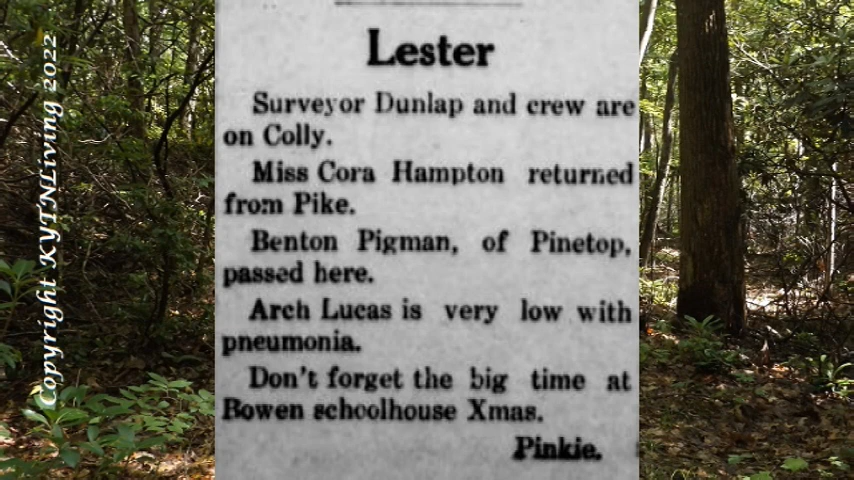 Lester
Surveyor Dunlap and crew are
on Colly.
Miss Cora Hampton returned
from Pike.
Benton Pigman, of Pinetop,
passed here.
Arch Lucas is very low with
pneumonia.
Don't forget the big time at
Bowen schoolhouse Xmas.
Pinkie.
Copyright KYTNLiving 2022